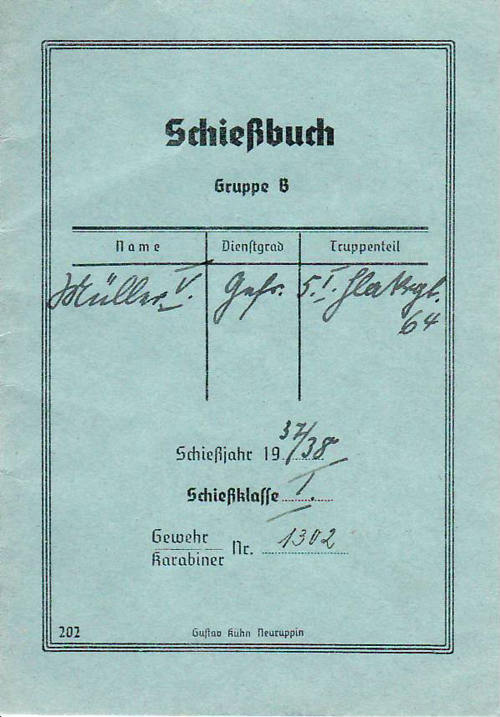 Schießbuch
Gruppe B
Name Dienstgrad Truppenteil
Müller V. Gefr. 5. I. Flakrgt.
64
Schießjahr 1937/38
Schießklasse I.
Gewehr
Karabiner Nr. 1302
202 Gustav Kühn Neuruppin